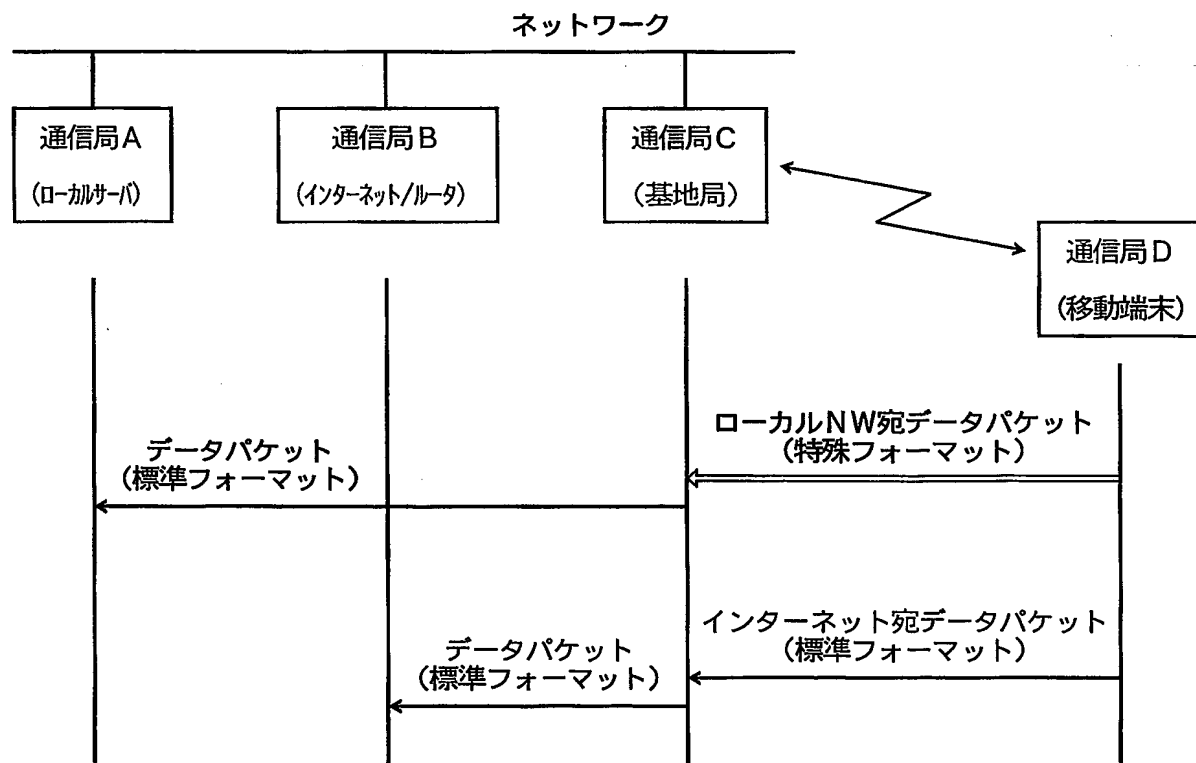 ネットワーク
通信局A
(ローカルサーバ)
通信局B
(インターネット/ルータ)
通信局C
(基地局)
通信局D
(移動端末)
ローカルNW宛データパケット
(特殊フォーマット)
データパケット
(標準フォーマット)
インターネット宛データパケット
(標準フォーマット)
データパケット
(標準フォーマット)